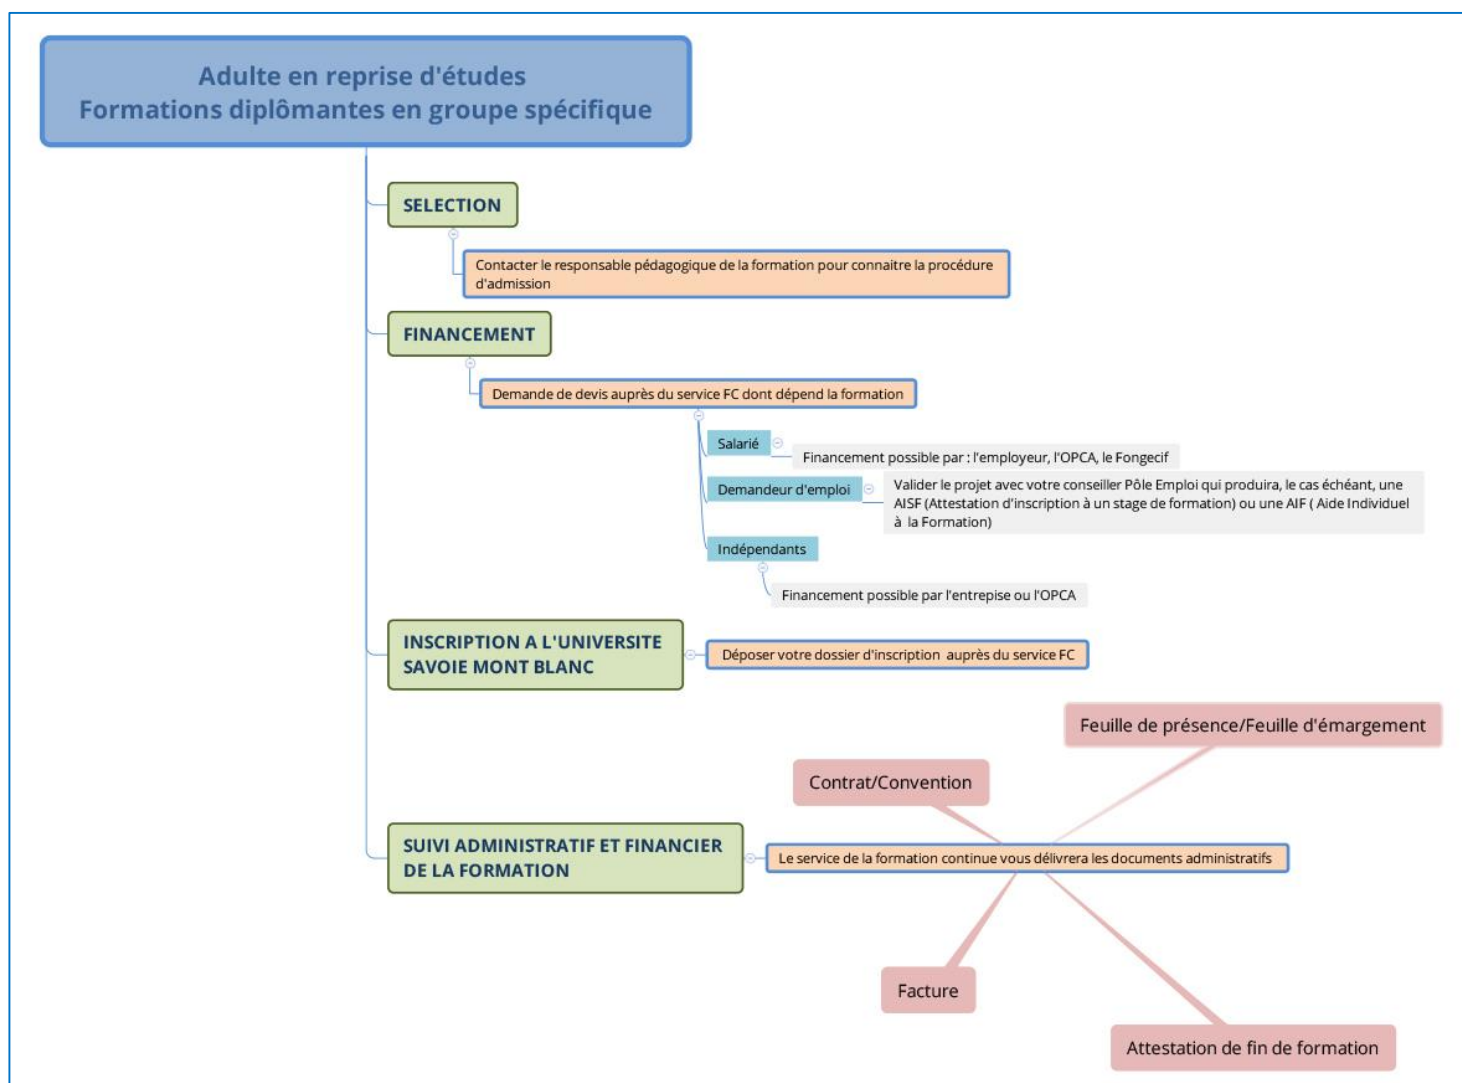 Adulte en reprise d'études
Formations diplômantes en groupe spécifique
SELECTION
Contacter le responsable pédagogique de la formation pour connaitre la procédure
d'admission
FINANCEMENT
Demande de devis auprès du service FC dont dépend la formation
Salarié
Financement possible par : l'employeur, l'OPCA, le Fongecif
Demandeur d'emploi
Valider le projet avec votre conseiller Pôle Emploi qui produira, le cas échéant, une
AISF (Attestation d'inscription à un stage de formation) ou une AIF ( Aide Individuel
à la Formation)
Indépendants
Financement possible par l'entrepise ou l'OPCA
INSCRIPTION A L'UNIVERSITE
SAVOIE MONT BLANC
Déposer votre dossier d'inscription auprès du service FC
Feuille de présence/Feuille d'émargement
Contrat/Convention
SUIVI ADMINISTRATIF ET FINANCIER
DE LA FORMATION
Le service de la formation continue vous délivrera les documents administratifs
Facture
Attestation de fin de formation